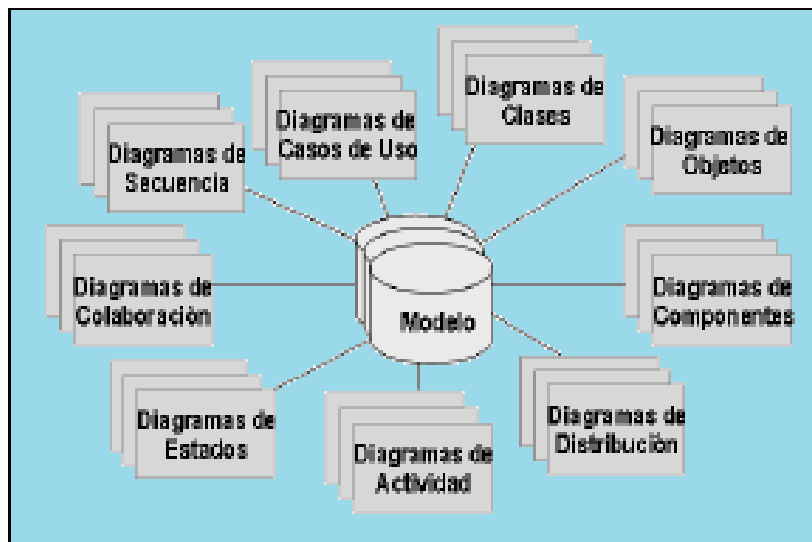 Diagramas de
Clases
Diagramas de
Casos de Uso
Diagramas de
Secuencia
Diagramas de
Objetos
Diagramas de
Colaboración
Modelo
Diagramas de
Componentes
Diagramas de
Estados
Diagramas de
Actividad
Diagramas de
Distribución